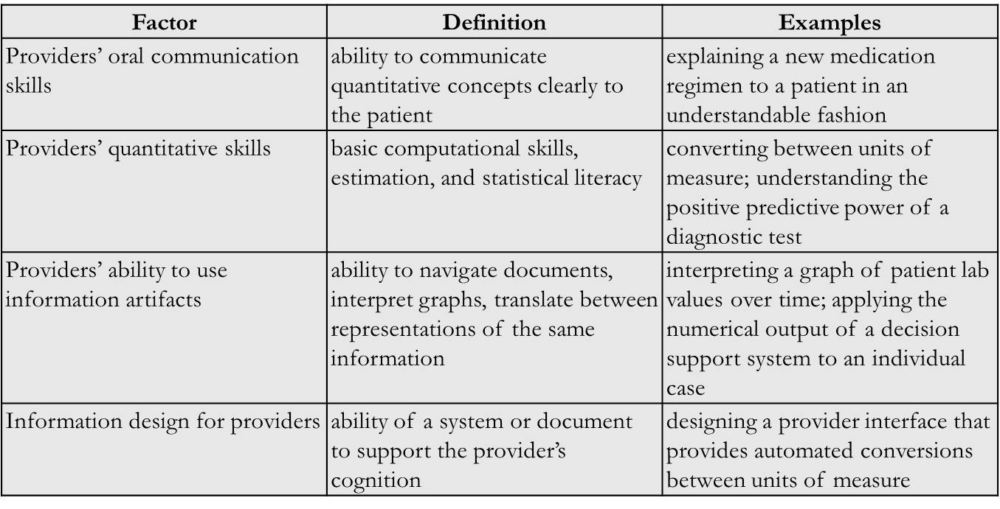 Factor
Definition
Examples
Providers’ oral communication
skills
ability to communicate
quantitative concepts clearly to
the patient
explaining a new medication
regimen to a patient in an
understandable fashion
Providers’ quantitative skills
basic computational skills,
estimation, and statistical literacy
converting between units of
measure; understanding the
positive predictive power of a
diagnostic test
Providers’ ability to use
information artifacts
ability to navigate documents,
interpret graphs, translate between
representations of the same
information
interpreting a graph of patient lab
values over time; applying the
numerical output of a decision
support system to an individual
case
Information design for providers
ability of a system or document
to support the provider’s
cognition
designing a provider interface that
provides automated conversions
between units of measure